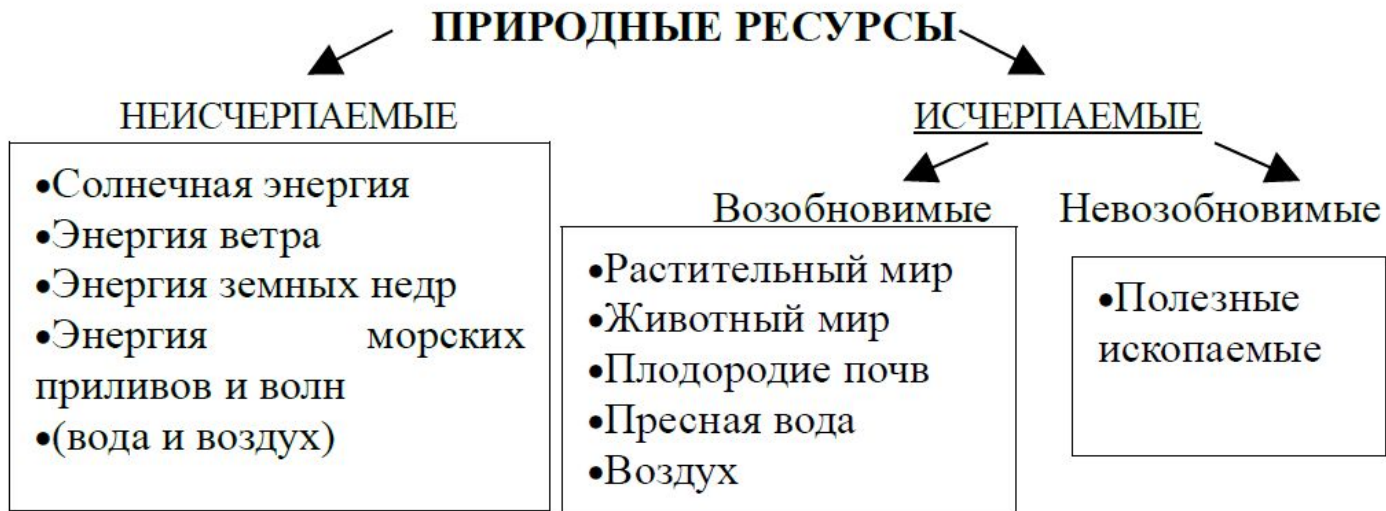 ПРИРОДНЫЕ РЕСУРСЫ
НЕИСЧЕРПАЕМЫЕ
•Солнечная энергия
•Энергия ветра
•Энергия земных недр
•Энергия морских
приливов и волн
•(вода и воздух)
ИСЧЕРПАЕМЫЕ
Возобновимые
•Растительный мир
•Животный мир
•Плодородие почв
•Пресная вода
•Воздух
Невозобновимые
•Полезные
ископаемые